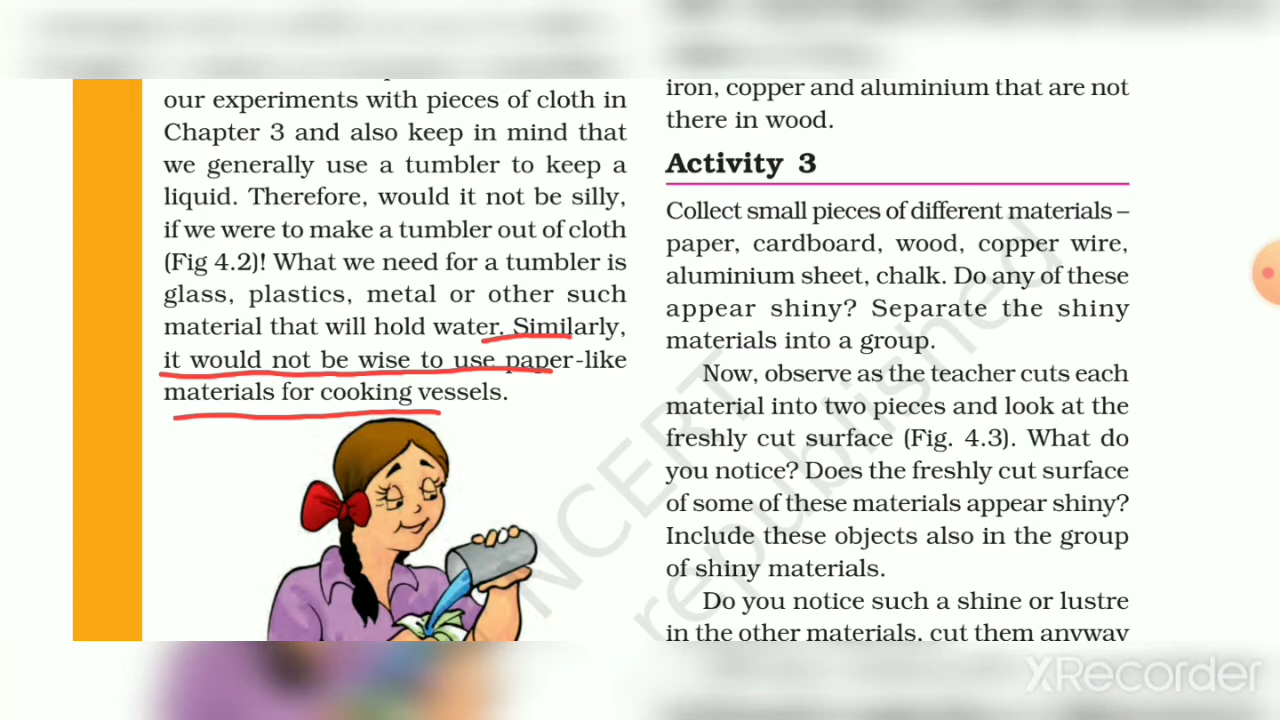 our experiments with pieces of cloth in
Chapter 3 and also keep in mind that
we generally use a tumbler to keep a
liquid. Therefore, would it not be silly,
if we were to make a tumbler out of cloth
(Fig 4.2)! What we need for a tumbler is
glass, plastics, metal or other such
material that will hold water. Similarly,
it would not be wise to use paper-like
materials for cooking vessels.
iron, copper and aluminium that are not
there in wood.
Activity 3
Collect small pieces of different materials –
paper, cardboard, wood, copper wire,
aluminium sheet, chalk. Do any of these
appear shiny? Separate the shiny
materials into a group.
Now, observe as the teacher cuts each
material into two pieces and look at the
freshly cut surface (Fig. 4.3). What do
you notice? Does the freshly cut surface
of some of these materials appear shiny?
Include these objects also in the group
of shiny materials.
Do you notice such a shine or lustre
in the other materials, cut them anyway
NCERT
republished
XRecorder